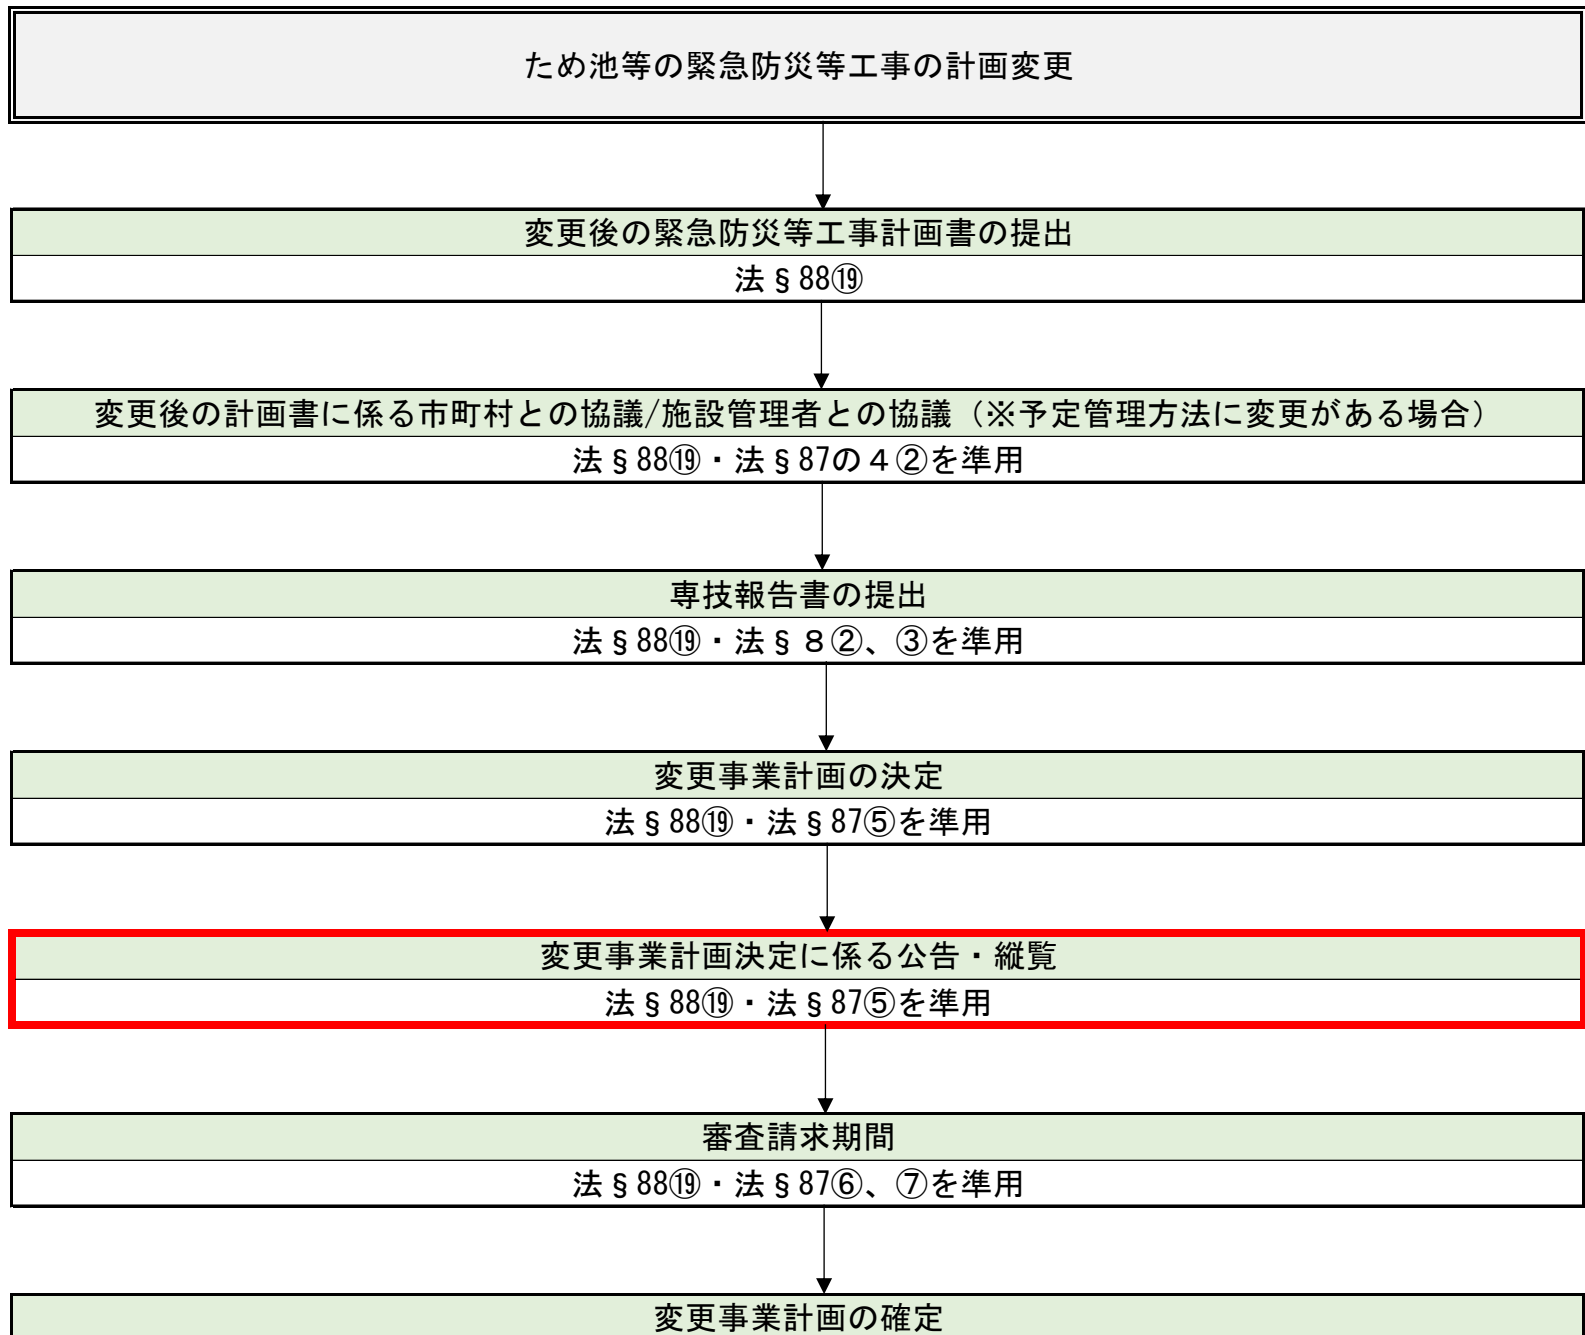 ため池等の緊急防災等工事の計画変更
変更後の緊急防災等工事計画書の提出
法§88⑲
変更後の計画書に係る市町村との協議/施設管理者との協議（※予定管理方法に変更がある場合）
法§88⑲・法§87の４②を準用
専技報告書の提出
法§88⑲・法§８②、③を準用
変更事業計画の決定
法§88⑲・法§87⑤を準用
変更事業計画決定に係る公告・縦覧
法§88⑲・法§87⑤を準用
審査請求期間
法§88⑲・法§87⑥、⑦を準用
変更事業計画の確定